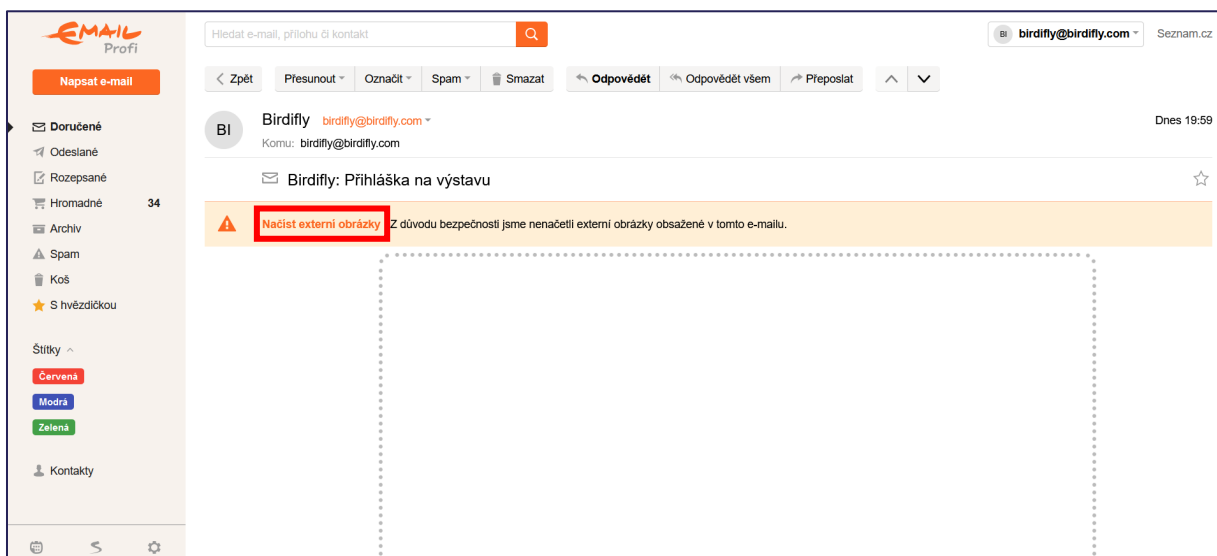 EMAIL
Profi
Hledat e-mail, přílohu či kontakt
BI birdifly@birdifly.com
Seznam.cz
Napsat e-mail
Zpět
Přesunout
Označit
Spam
Smazat
Odpovědět
Odpovědět všem
Přeposlat
Doručené
Odeslané
Rozepsané
Hromadné 34
Archiv
Spam
Koš
S hvězdičkou
Štítky
Červená
Modrá
Zelená
Kontakty
BI
Birdifly birdifly@birdifly.com
Dnes 19:59
Komu: birdifly@birdifly.com
Birdifly: Přihláška na výstavu
Načíst externí obrázky Z důvodu bezpečnosti jsme nenačetli externí obrázky obsažené v tomto e-mailu.